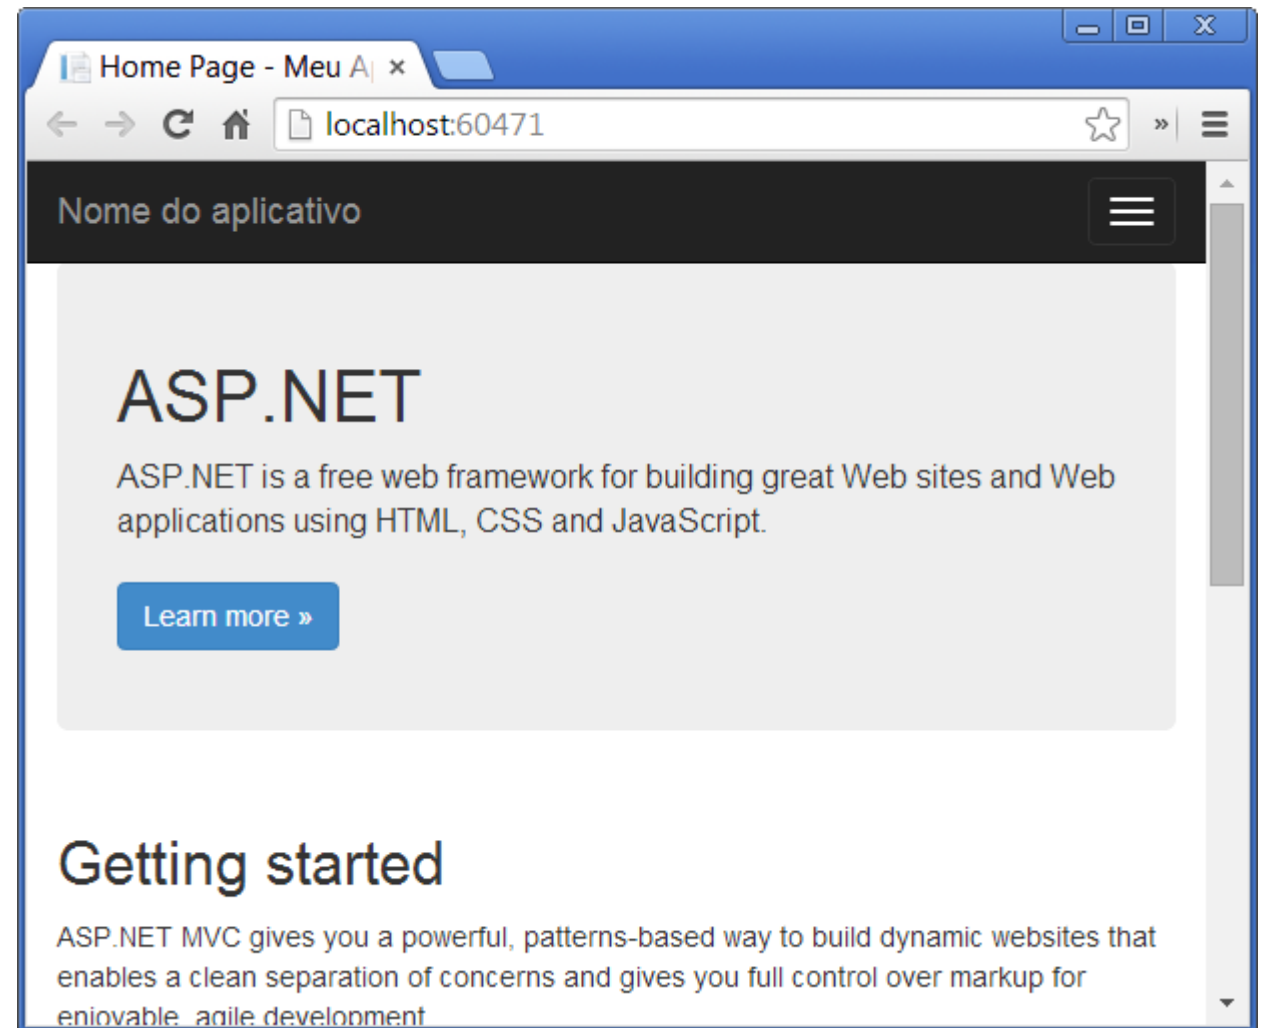 Home Page - Meu A
localhost:60471
Nome do aplicativo
ASP.NET
ASP.NET is a free web framework for building great Web sites and Web
applications using HTML, CSS and JavaScript.
Learn more »
Getting started
ASP.NET MVC gives you a powerful, patterns-based way to build dynamic websites that
enables a clean separation of concerns and gives you full control over markup for
enjoyable, agile development